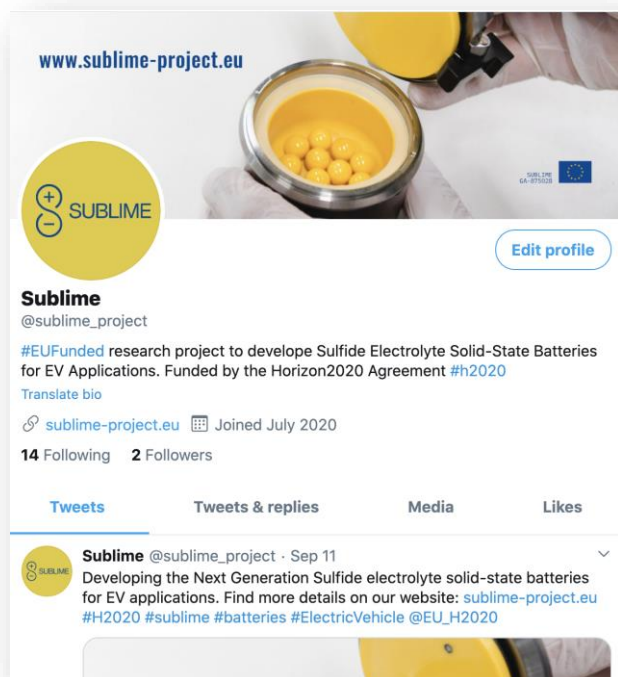 www.sublime-project.eu
SUBLIME
GA-875028
SUBLIME
Edit profile
Sublime
@sublime_project
#EUFunded research project to develope Sulfide Electrolyte Solid-State Batteries
for EV Applications. Funded by the Horizon2020 Agreement #h2020
Translate bio
sublime-project.eu Joined July 2020
14 Following 2 Followers
Tweets Tweets & replies Media Likes
Sublime @sublime_project · Sep 11
SUBLIME
Developing the Next Generation Sulfide electrolyte solid-state batteries
for EV applications. Find more details on our website: sublime-project.eu
#H2020 #sublime #batteries #ElectricVehicle @EU_H2020